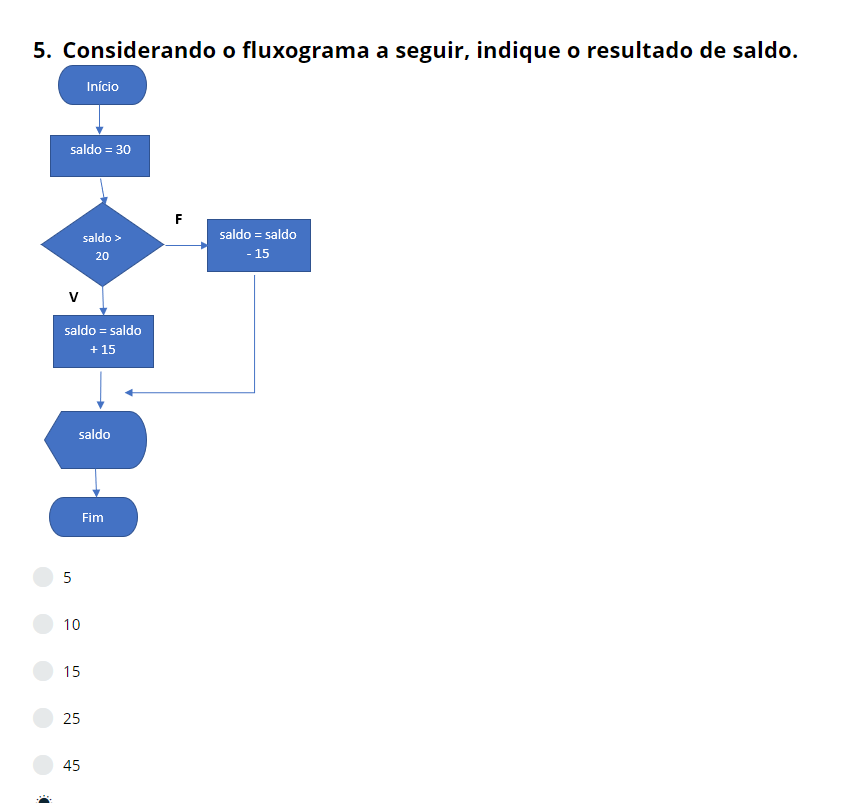 5. Considerando o fluxograma a seguir, indique o resultado de saldo.
Início
saldo = 30
saldo >
20
F
saldo = saldo
- 15
V
saldo = saldo
+ 15
saldo
Fim
5
10
15
25
45